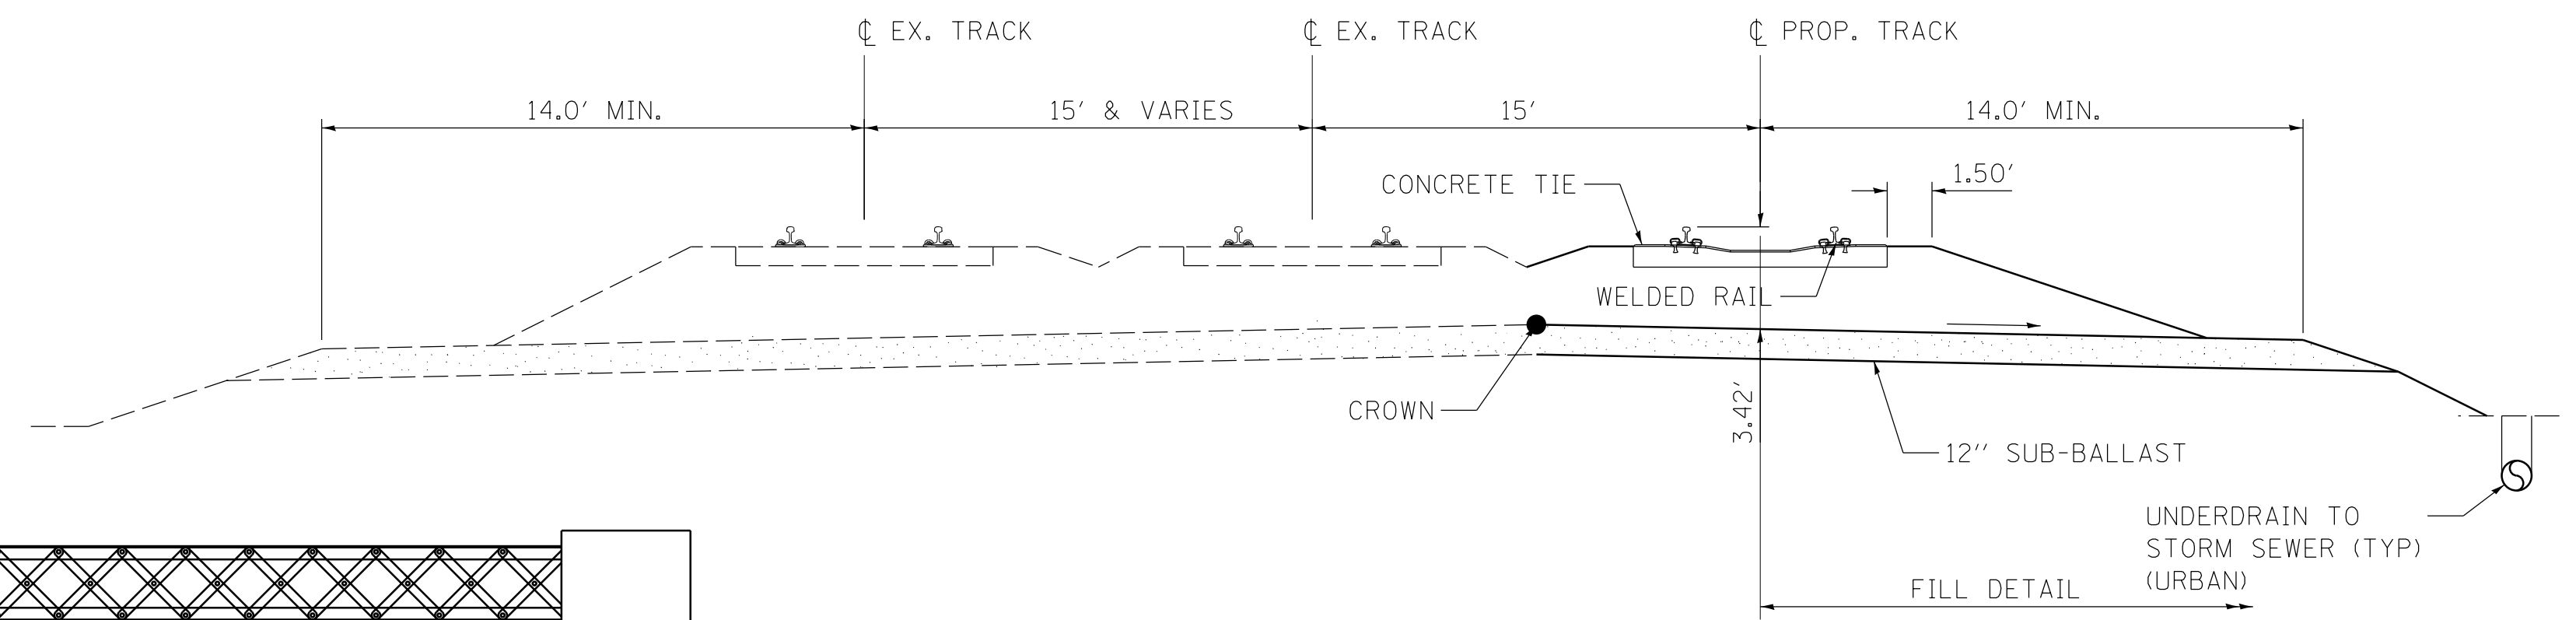 ℄ EX. TRACK
℄ EX. TRACK
℄ PROP. TRACK
14.0' MIN.
15' & VARIES
15'
14.0' MIN.
1.50'
CONCRETE TIE
WELDED RAIL
CROWN
3.42'
12" SUB-BALLAST
UNDERDRAIN TO
STORM SEWER (TYP)
(URBAN)
FILL DETAIL